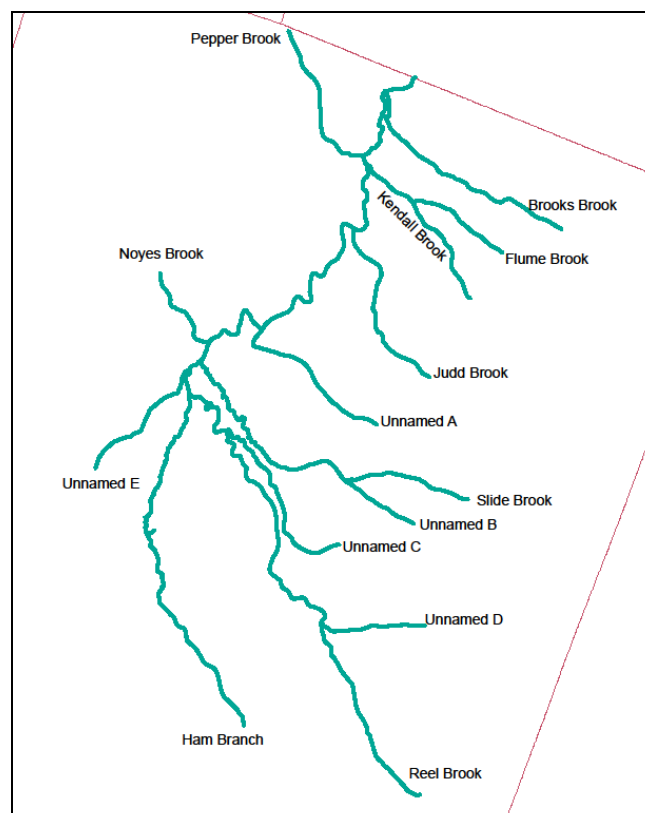 Pepper Brook
Brooks Brook
Kendall Brook
Flume Brook
Noyes Brook
Judd Brook
Unnamed A
Unnamed E
Slide Brook
Unnamed B
Unnamed C
Unnamed D
Ham Branch
Reel Brook